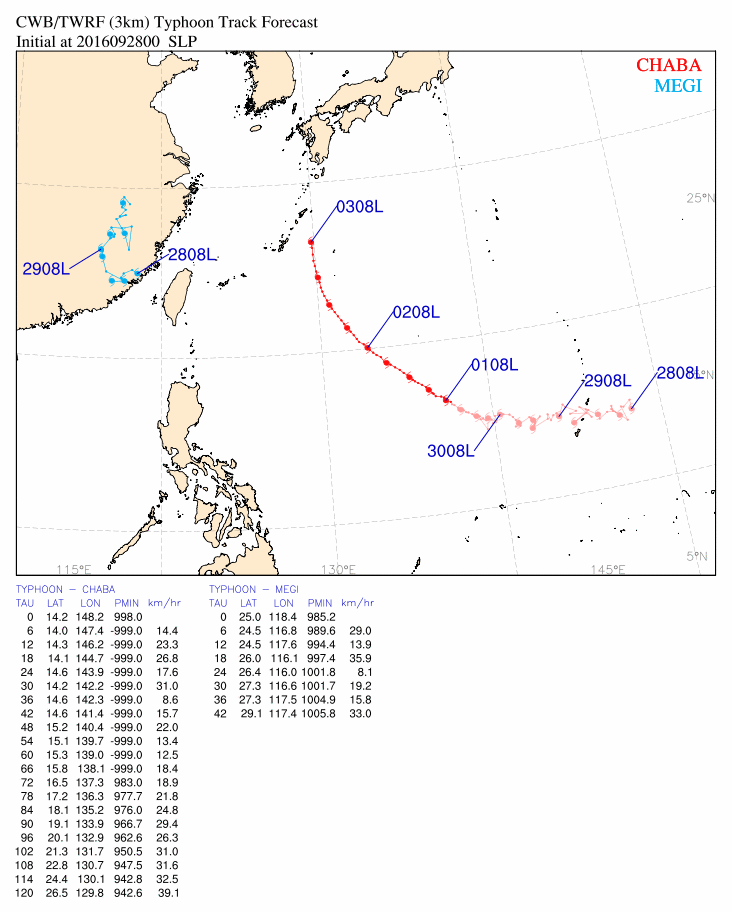 CWB/TWRF (3km) Typhoon Track Forecast
Initial at 2016092800 SLP
CHABA
MEGI
25°N
0308L
2808L
2908L
0208L
0108L
2908L
2808L
°N
3008L
5°N
115°E
130°E
145°E
TYPHOON – CHABA
TAU LAT LON PMIN km/hr
0 14.2 148.2 998.0
6 14.0 147.4 -999.0 14.4
12 14.3 146.2 -999.0 23.3
18 14.1 144.7 -999.0 26.8
24 14.6 143.9 -999.0 17.6
30 14.2 142.2 -999.0 31.0
36 14.6 142.3 -999.0 8.6
42 14.6 141.4 -999.0 15.7
48 15.2 140.4 -999.0 22.0
54 15.1 139.7 -999.0 13.4
60 15.3 139.0 -999.0 12.5
66 15.8 138.1 -999.0 18.4
72 16.5 137.3 983.0 18.9
78 17.2 136.3 977.7 21.8
84 18.1 135.2 976.0 24.8
90 19.1 133.9 966.7 29.4
96 20.1 132.9 962.6 26.3
102 21.3 131.7 950.5 31.0
108 22.8 130.7 947.5 31.6
114 24.4 130.1 942.8 32.5
120 26.5 129.8 942.6 39.1
TYPHOON – MEGI
TAU LAT LON PMIN km/hr
0 25.0 118.4 985.2
6 24.5 116.8 989.6 29.0
12 24.5 117.6 994.4 13.9
18 26.0 116.1 997.4 35.9
24 26.4 116.0 1001.8 8.1
30 27.3 116.6 1001.7 19.2
36 27.3 117.5 1004.9 15.8
42 29.1 117.4 1005.8 33.0